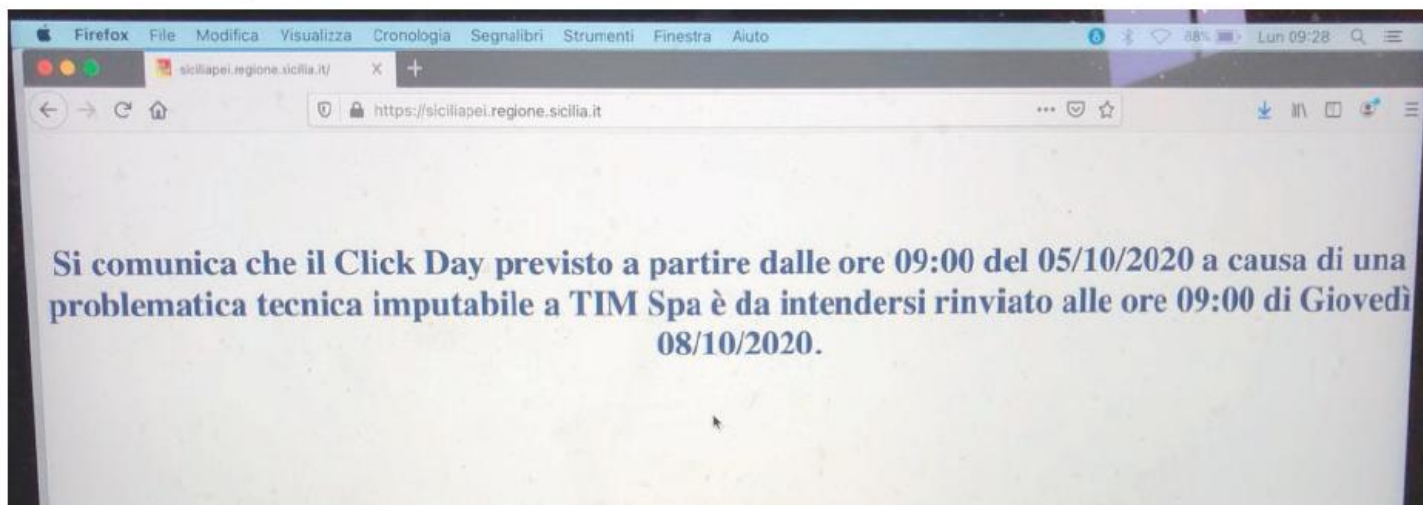 Firefox File Modifica Visualizza Cronologia Segnalibri Strumenti Finestra Aiuto 88% Lun 09:28
siciliapei.regione.sicilia.it/
https://siciliapei.regione.sicilia.it
Si comunica che il Click Day previsto a partire dalle ore 09:00 del 05/10/2020 a causa di una
problematica tecnica imputabile a TIM Spa è da intendersi rinviato alle ore 09:00 di Giovedì
08/10/2020.